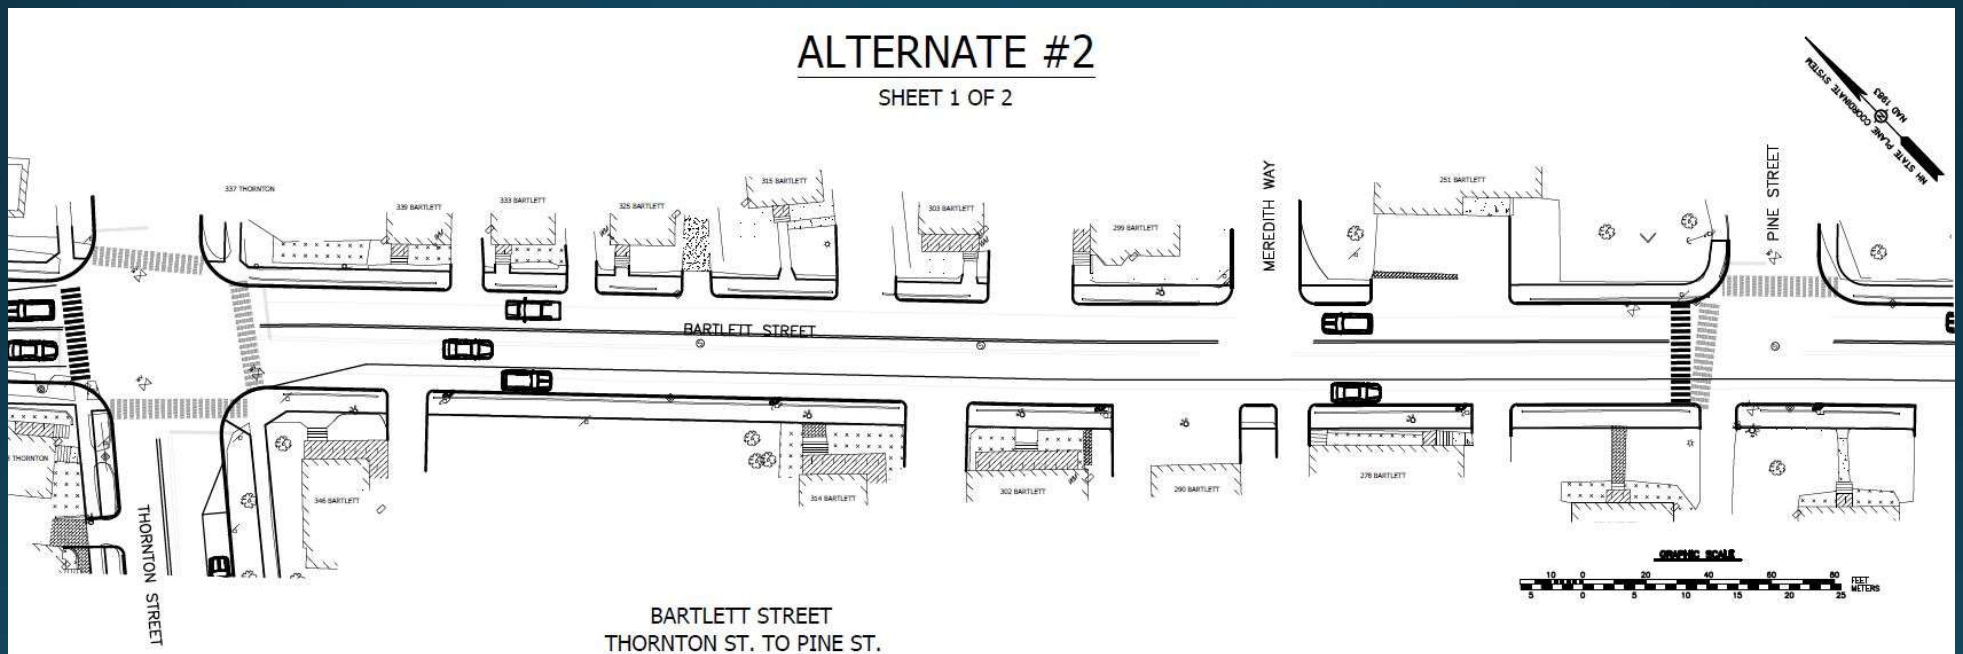 ALTERNATE #2
SHEET 1 OF 2
NH STATE PLANE COORDINATE SYSTEM
NAD 1983
337 THORNTON
339 BARTLETT
333 BARTLETT
325 BARTLETT
315 BARTLETT
303 BARTLETT
299 BARTLETT
MEREDITH WAY
251 BARTLETT
PINE STREET
BARTLETT STREET
THORNTON
346 BARTLETT
314 BARTLETT
302 BARTLETT
290 BARTLETT
278 BARTLETT
THORNTON STREET
GRAPHIC SCALE
10 0 20 40 60 80 FEET
5 0 5 10 15 20 25 METERS
BARTLETT STREET
THORNTON ST. TO PINE ST.